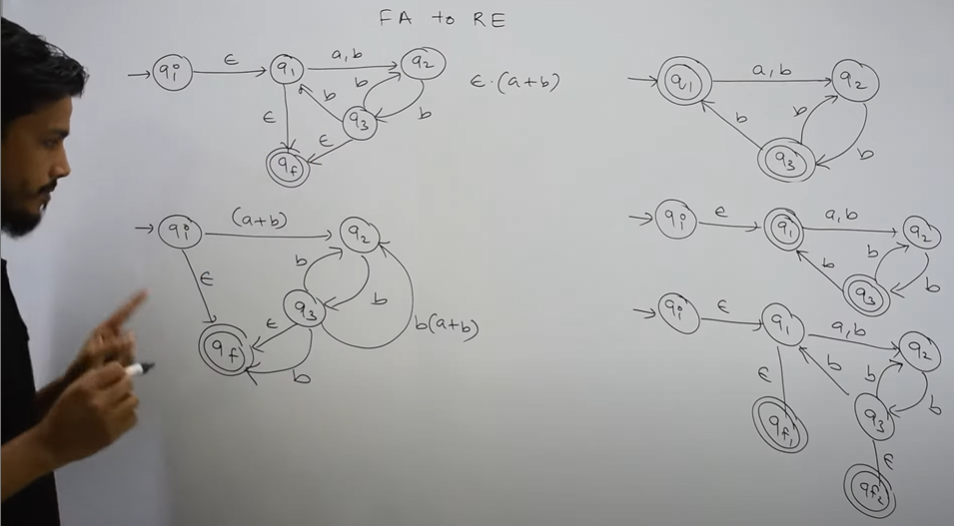 FA to RE
→ qi ε q1 a,b q2
b b b
ε q3 ε
qf
ε·(a+b)
→ q1 a,b q2
b b b
q3
→ qi (a+b) q2
ε b b
q3 b(a+b)
ε
qf b
→ qi ε q1 a,b q2
b b b
q3
→ qi ε q1 a,b q2
b b b
ε q3
qf1 ε
qf2